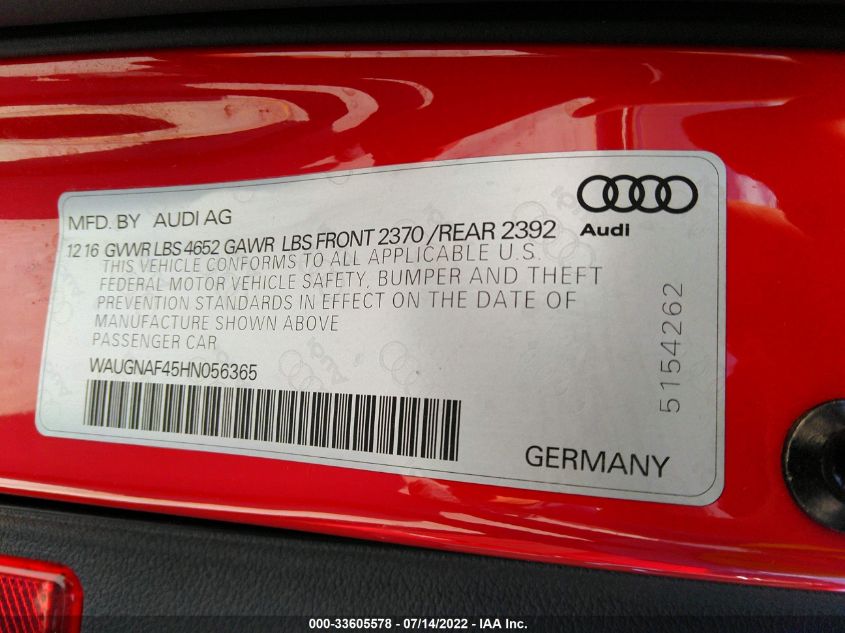 MFD. BY AUDI AG
Audi
12 16 GVWR LBS 4652 GAWR LBS FRONT 2370 /REAR 2392
THIS VEHICLE CONFORMS TO ALL APPLICABLE U.S.
FEDERAL MOTOR VEHICLE SAFETY, BUMPER AND THEFT
PREVENTION STANDARDS IN EFFECT ON THE DATE OF
MANUFACTURE SHOWN ABOVE
PASSENGER CAR
WAUGNAF45HN056365
5154262
GERMANY
000-33605578 - 07/14/2022 - IAA Inc.